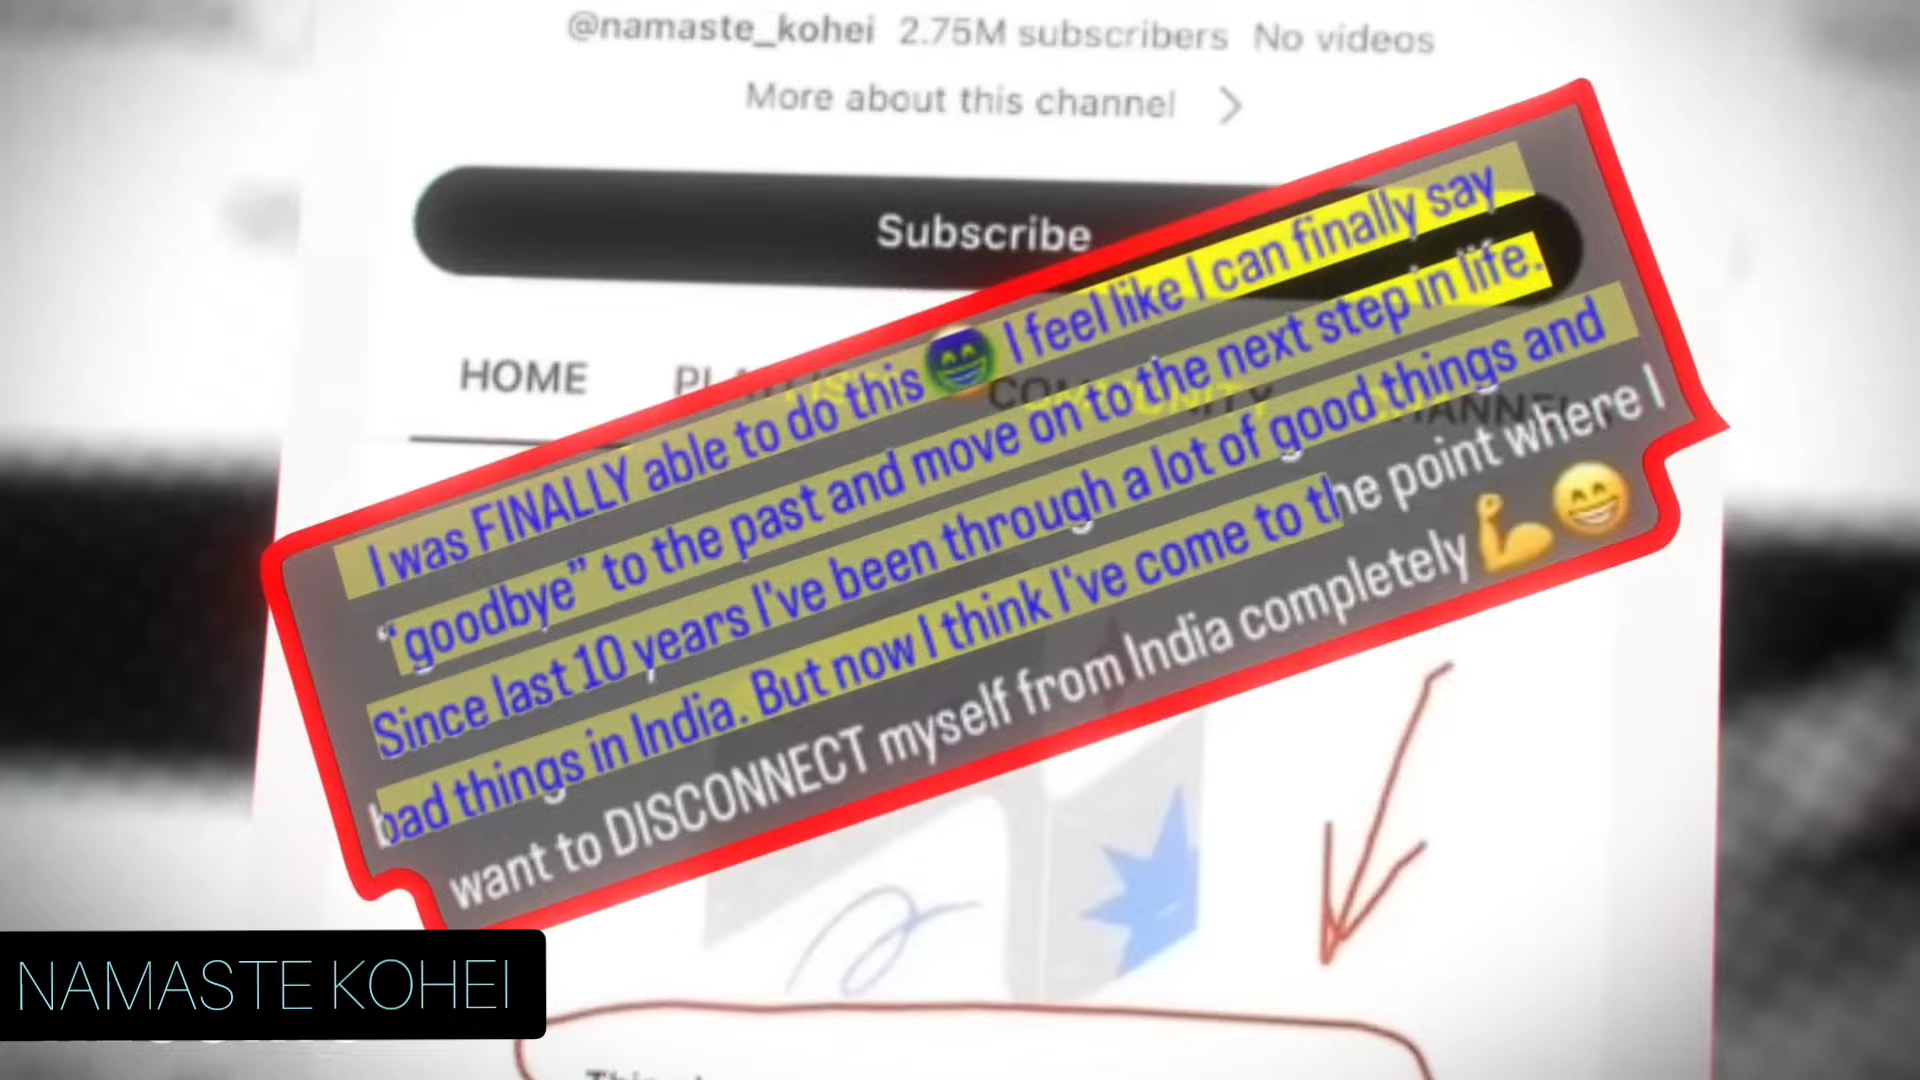 @namaste_kohei 2.75M subscribers No videos
More about this channel
Subscribe
HOME
I was FINALLY able to do this😁 I feel like I can finally say
“goodbye” to the past and move on to the next step in life.
Since last 10 years I've been through a lot of good things and
bad things in India. But now I think I've come to the point where I
want to DISCONNECT myself from India completely💪😁
NAMASTE KOHEI